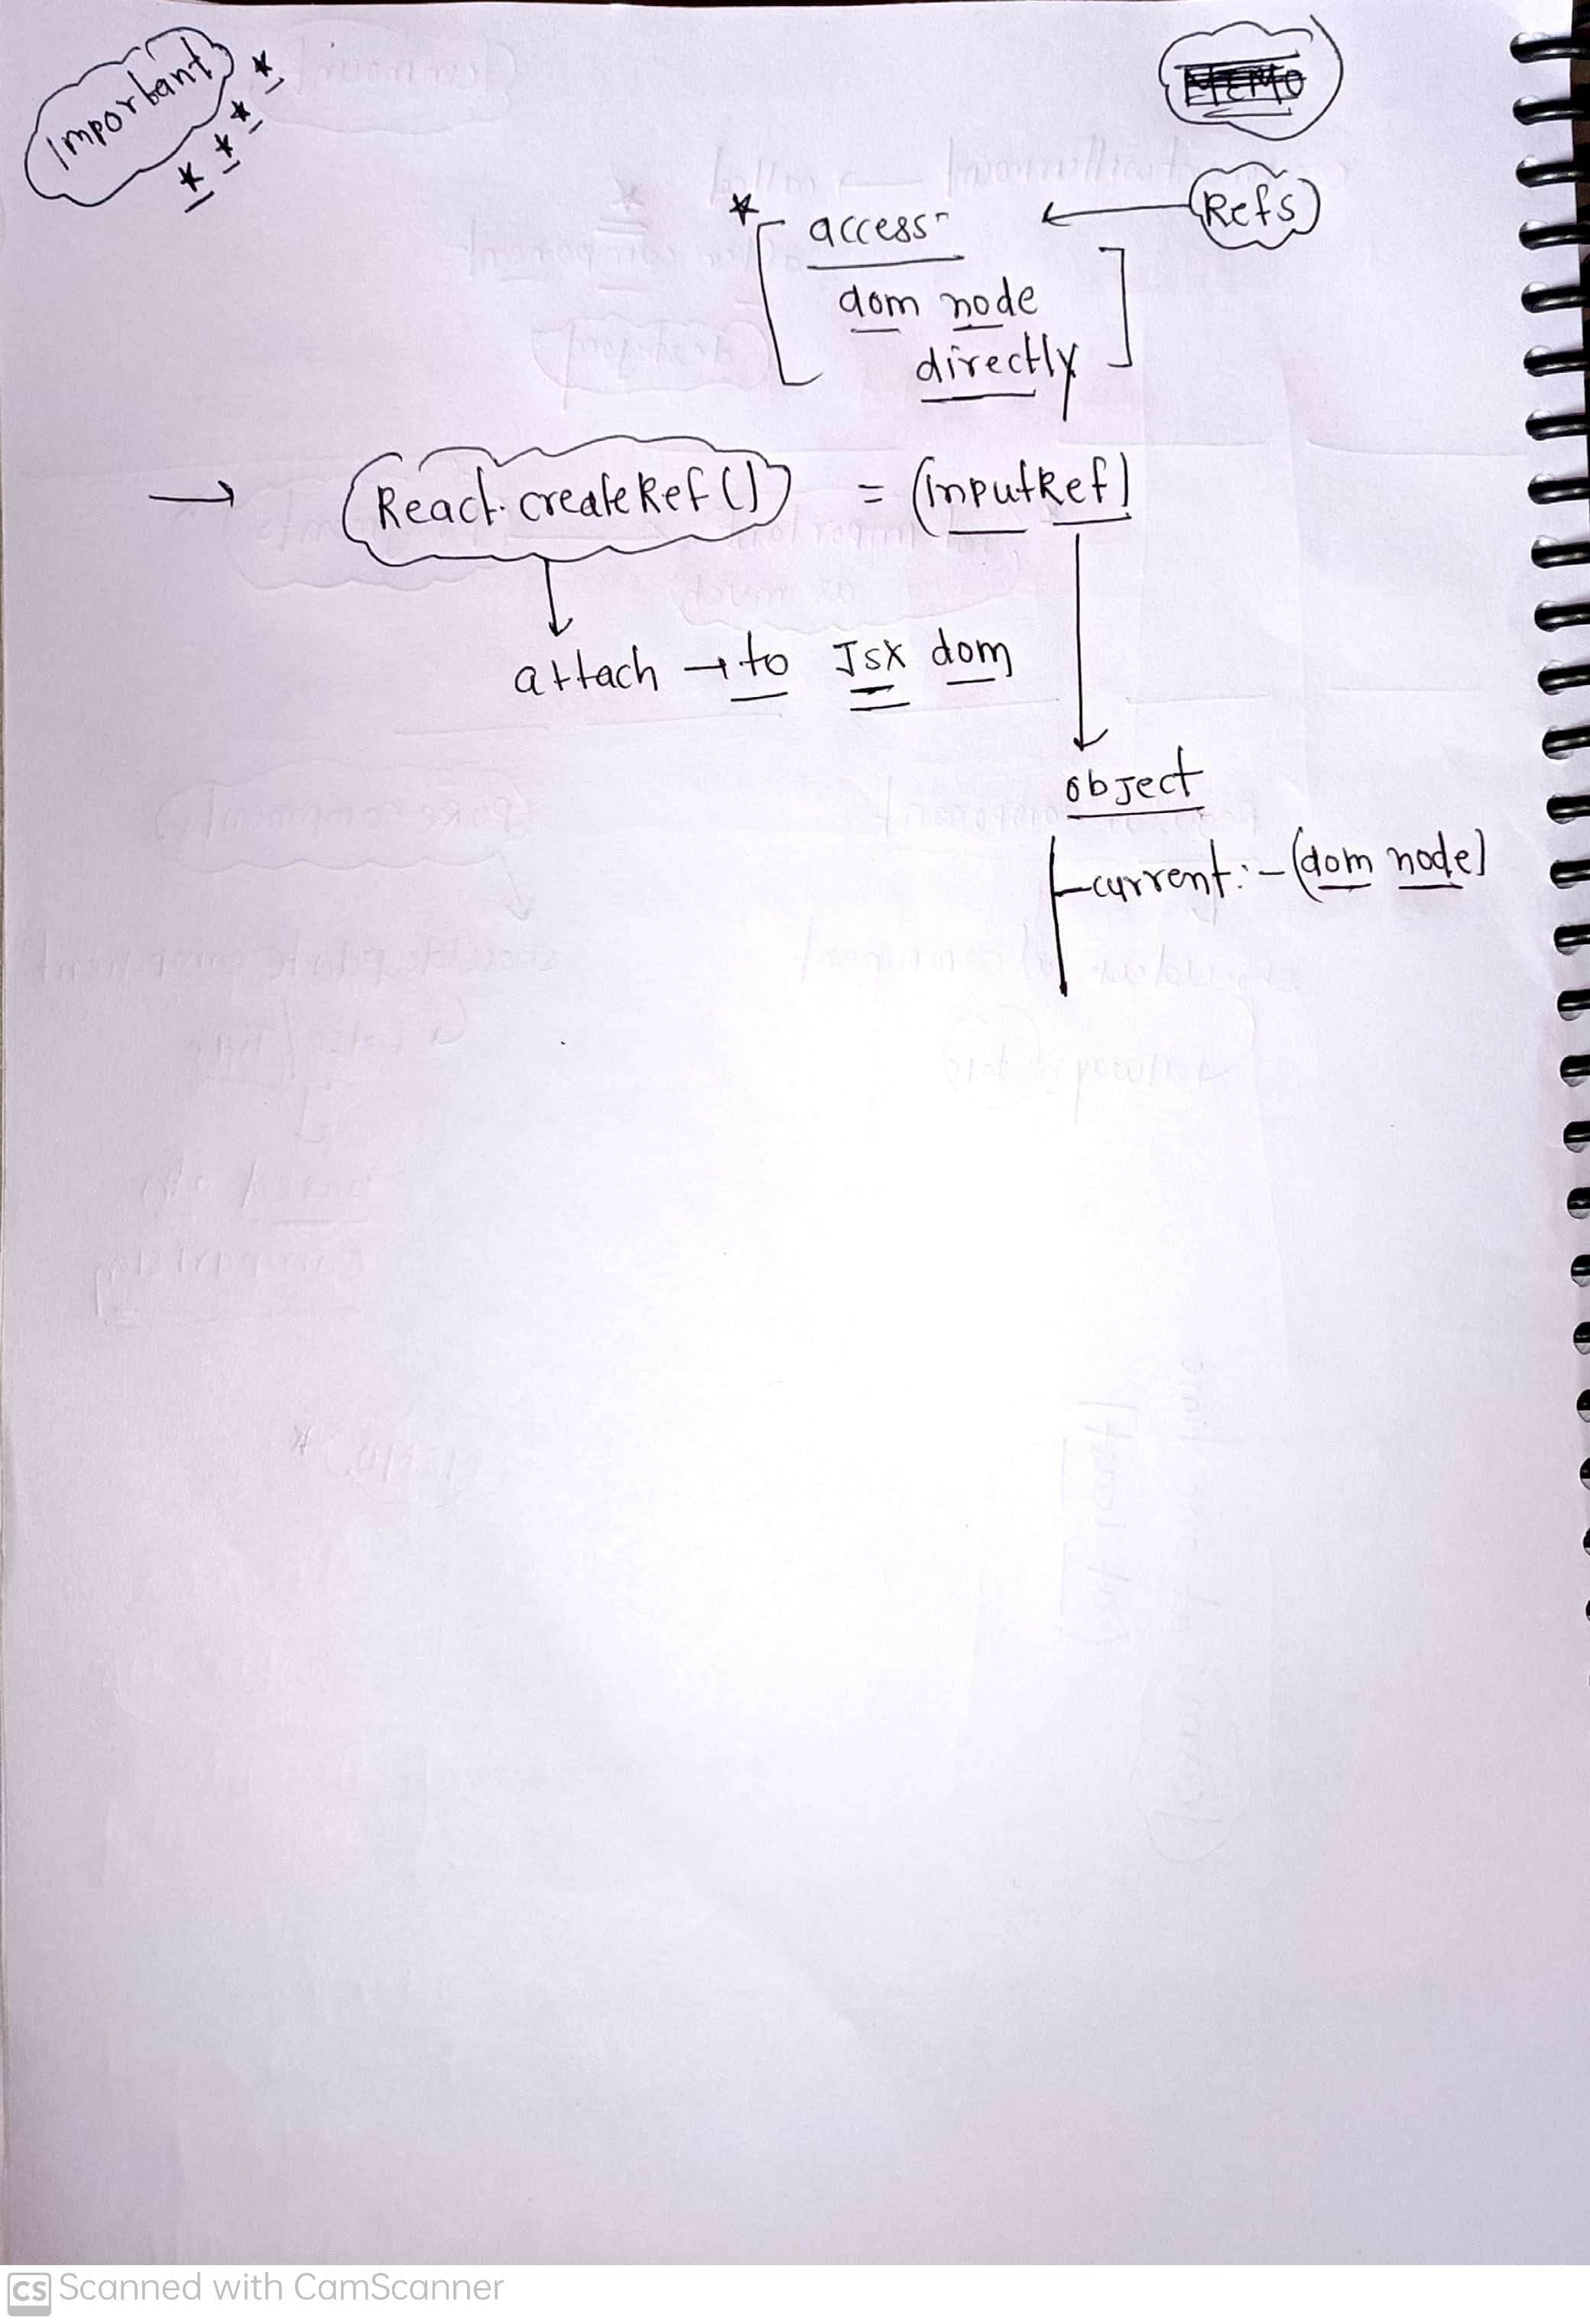 Important
* * * *
MEMO
* access ← Refs
dom node
directly
→ React.createRef() = (InputRef)
attach → to JSX dom
object
current :- (dom node)
CS Scanned with CamScanner